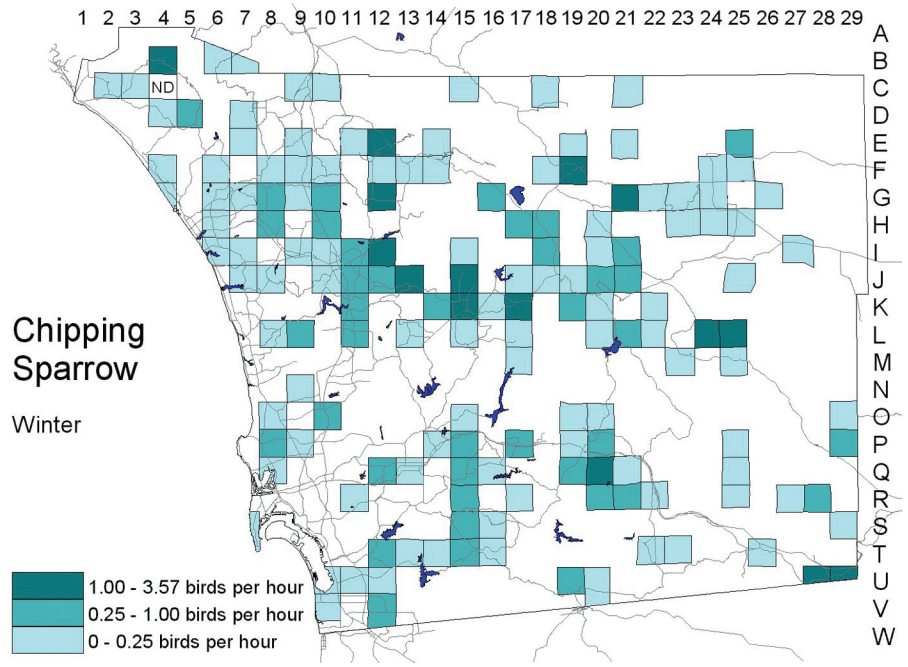 1 2 3 4 5 6 7 8 9 10 11 12 13 14 15 16 17 18 19 20 21 22 23 24 25 26 27 28 29
A
B
C
ND
D
E
F
G
H
I
J
K
L
M
N
O
P
Q
R
S
T
U
V
W
Chipping
Sparrow
Winter
1.00 - 3.57 birds per hour
0.25 - 1.00 birds per hour
0 - 0.25 birds per hour